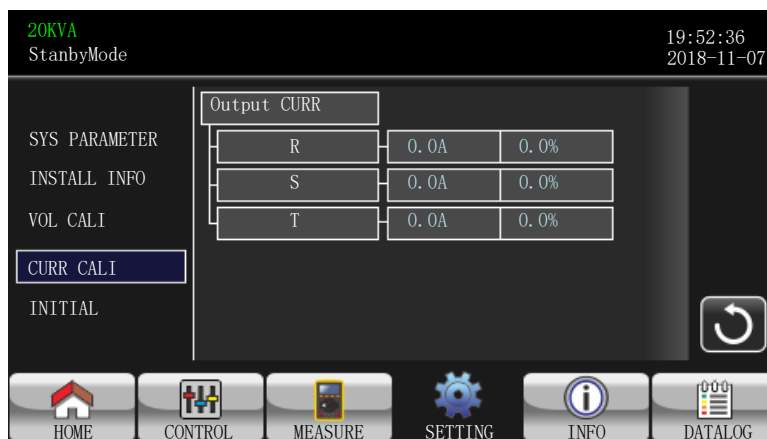 20KVA
StanbyMode
19:52:36
2018-11-07
SYS PARAMETER
INSTALL INFO
VOL CALI
CURR CALI
INITIAL
Output CURR
R 0.0A 0.0%
S 0.0A 0.0%
T 0.0A 0.0%
HOME CONTROL MEASURE SETTING INFO DATALOG